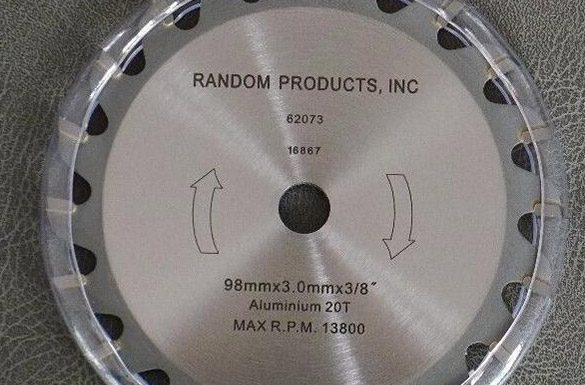 RANDOM PRODUCTS, INC
62073
16867
98mmx3.0mmx3/8″
Aluminium 20T
MAX R.P.M. 13800